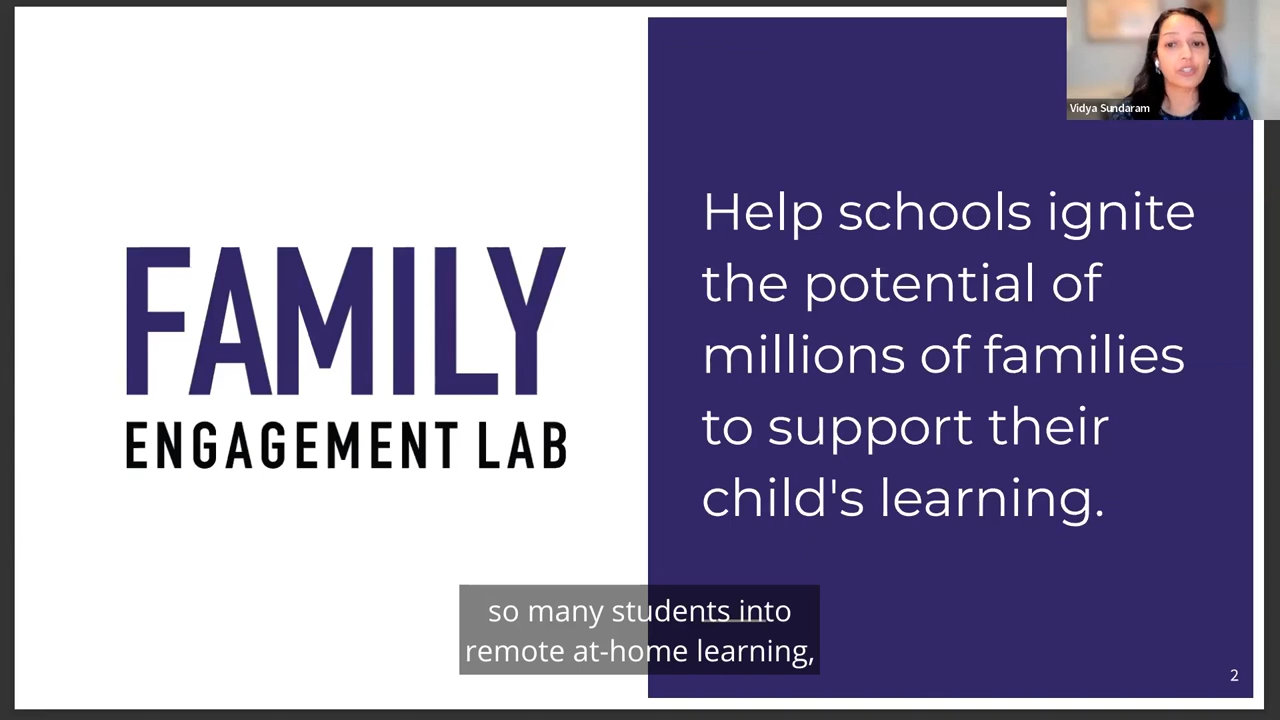 Vidya Sundaram
FAMILY
ENGAGEMENT LAB
Help schools ignite
the potential of
millions of families
to support their
child's learning.
so many students into
remote at-home learning,
2